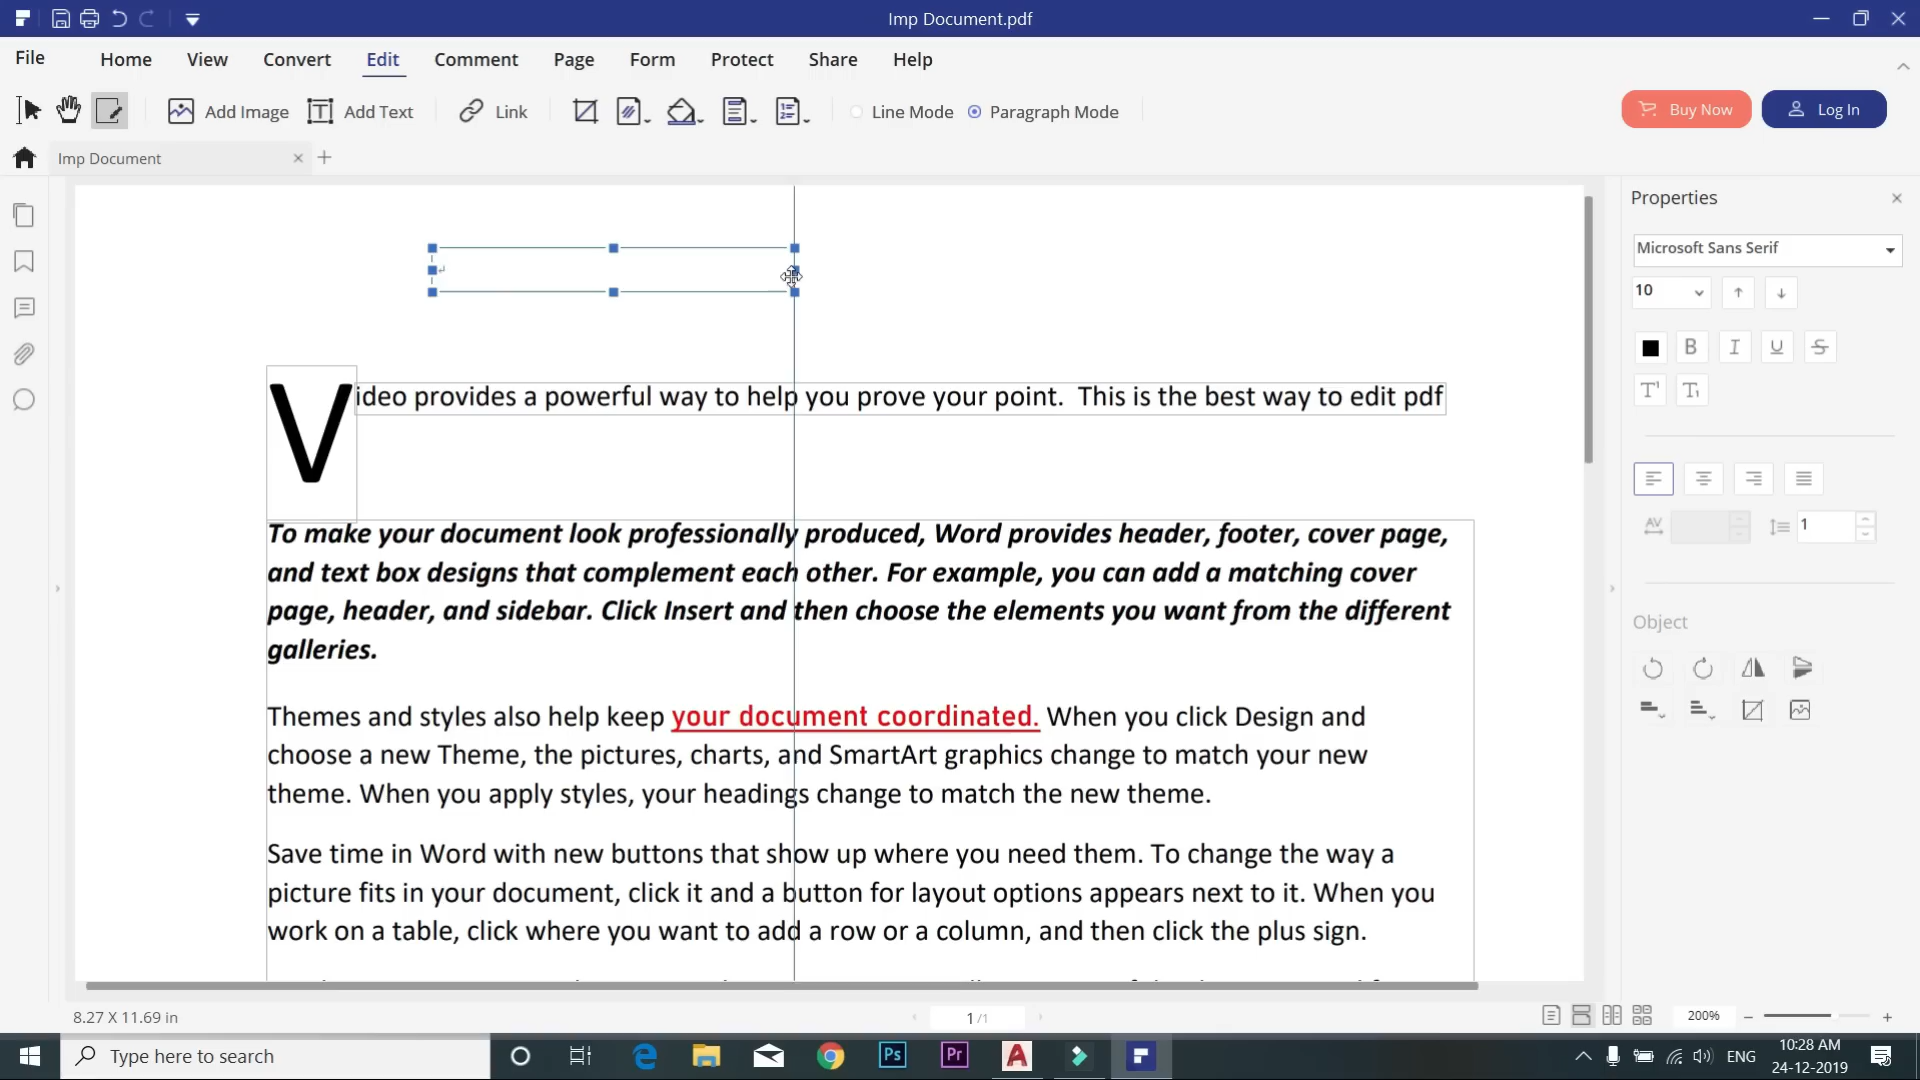 Imp Document.pdf
File Home View Convert Edit Comment Page Form Protect Share Help
Add Image Add Text Link Line Mode Paragraph Mode Buy Now Log In
Imp Document
Properties
Microsoft Sans Serif
10
B I U S
T¹ T₁
AV 1
Object
Video provides a powerful way to help you prove your point.  This is the best way to edit pdf
To make your document look professionally produced, Word provides header, footer, cover page,
and text box designs that complement each other. For example, you can add a matching cover
page, header, and sidebar. Click Insert and then choose the elements you want from the different
galleries.
Themes and styles also help keep your document coordinated. When you click Design and
choose a new Theme, the pictures, charts, and SmartArt graphics change to match your new
theme. When you apply styles, your headings change to match the new theme.
Save time in Word with new buttons that show up where you need them. To change the way a
picture fits in your document, click it and a button for layout options appears next to it. When you
work on a table, click where you want to add a row or a column, and then click the plus sign.
8.27 X 11.69 in 1 /1 200%
Type here to search Ps Pr ENG 10:28 AM
24-12-2019